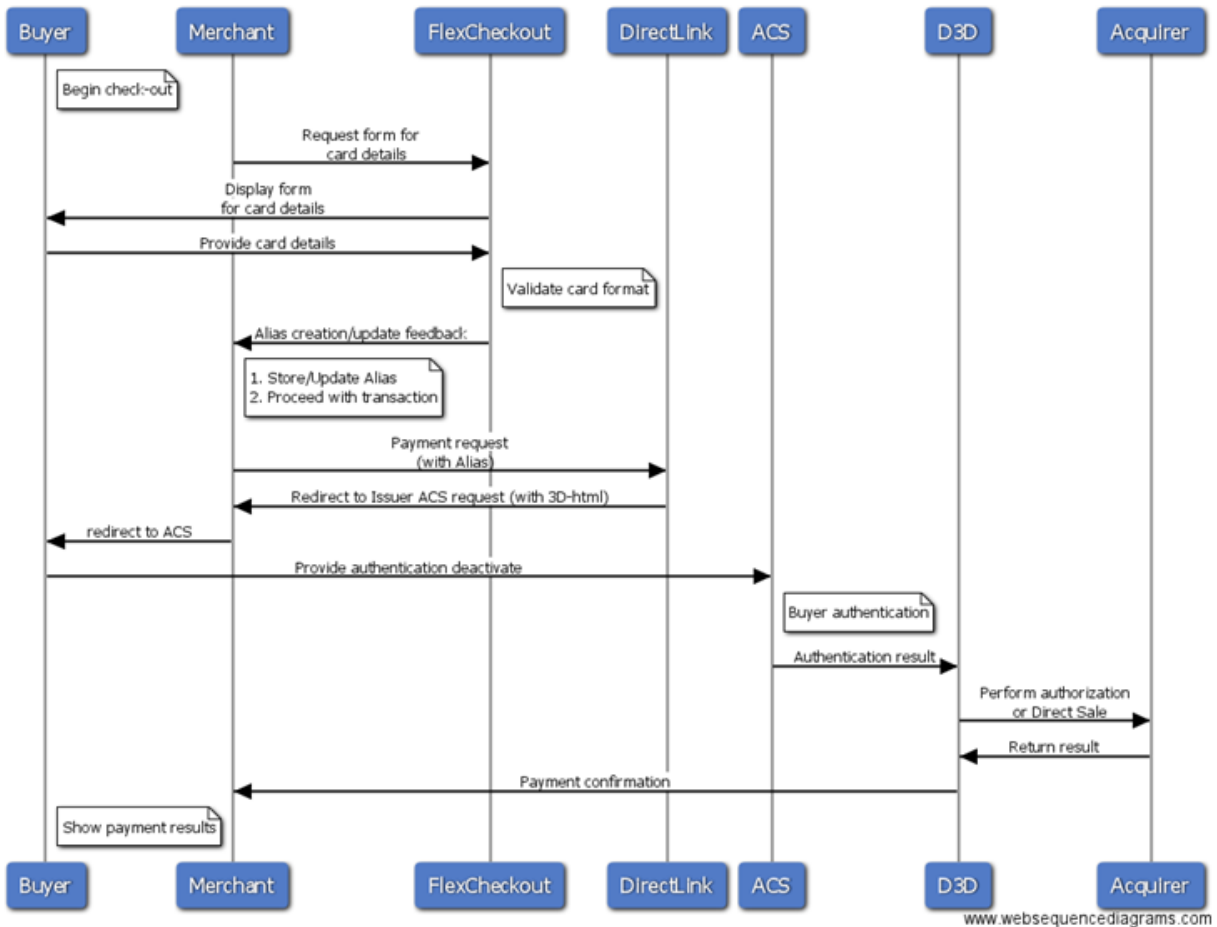 Buyer Merchant FlexCheckout DirectLink ACS D3D Acquirer
Begin check-out
Request form for
card details
Display form
for card details
Provide card details
Validate card format
Alias creation/update feedback
1. Store/Update Alias
2. Proceed with transaction
Payment request
(with Alias)
Redirect to Issuer ACS request (with 3D-html)
redirect to ACS
Provide authentication deactivate
Buyer authentication
Authentication result
Perform authorization
or Direct Sale
Return result
Payment confirmation
Show payment results
Buyer Merchant FlexCheckout DirectLink ACS D3D Acquirer
www.websequencediagrams.com